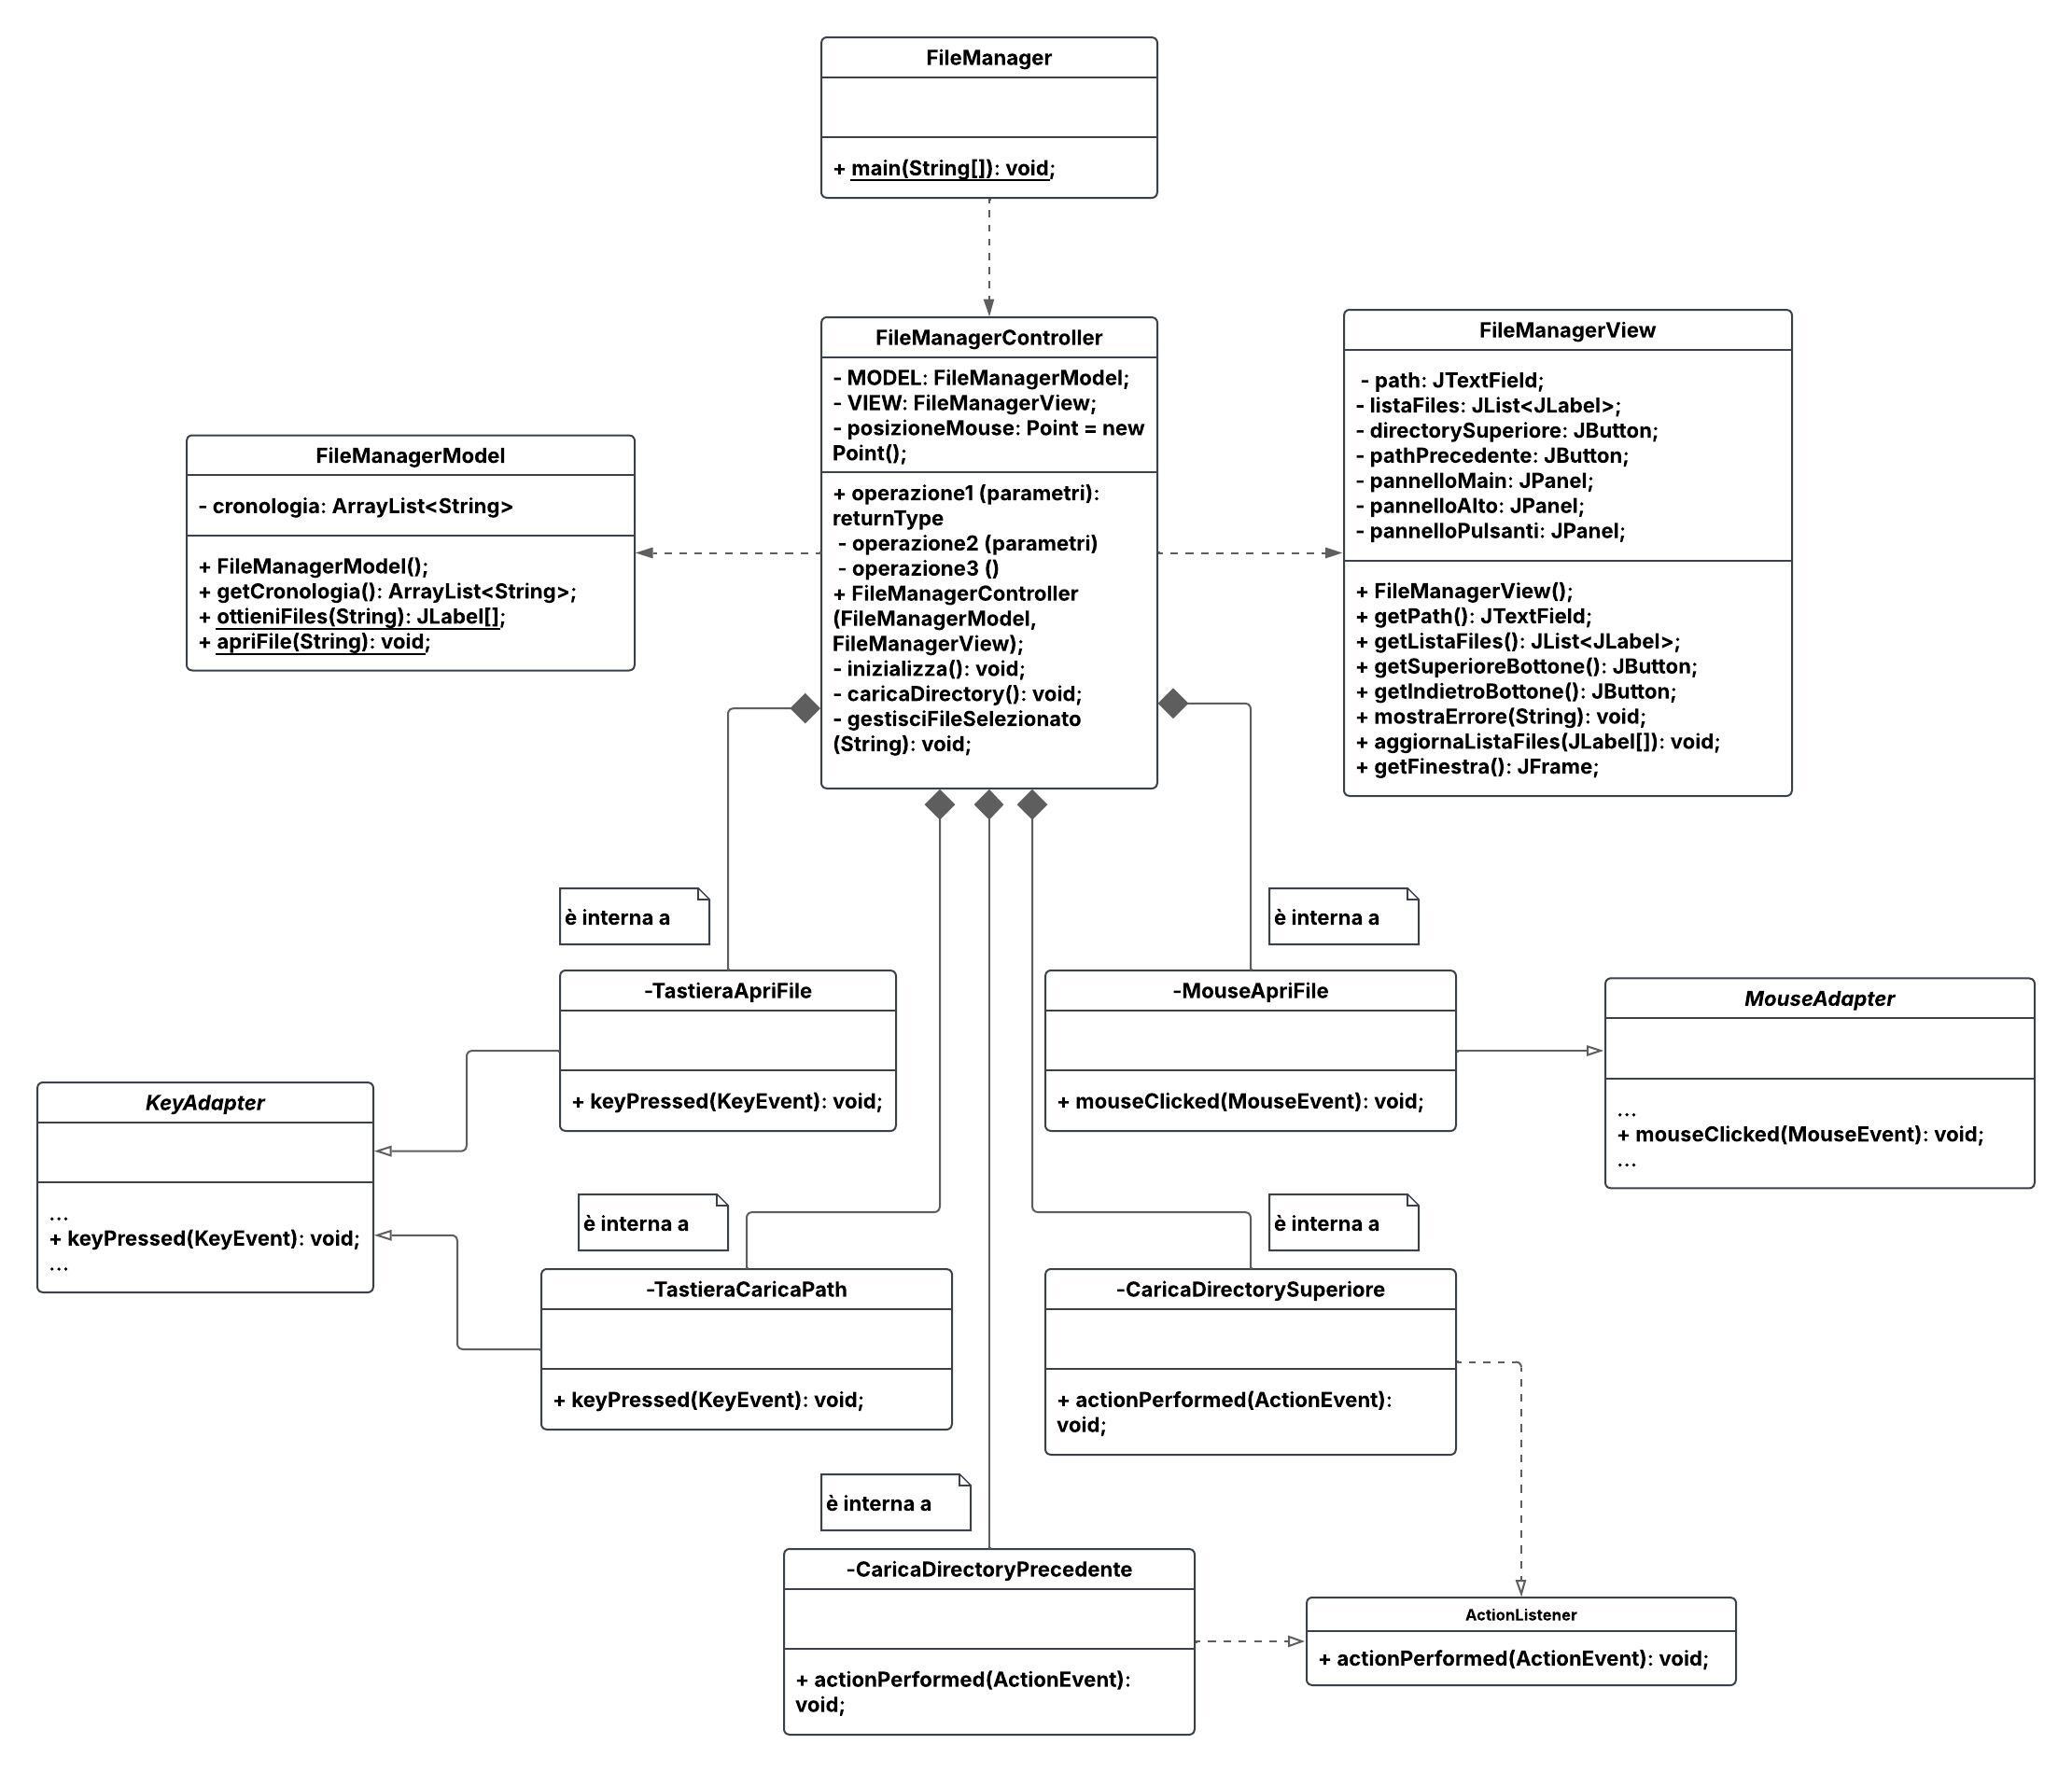 FileManager
+ main(String[]): void;
FileManagerController
- MODEL: FileManagerModel;
- VIEW: FileManagerView;
- posizioneMouse: Point = new
Point();
+ operazione1 (parametri):
returnType
- operazione2 (parametri)
- operazione3 ()
+ FileManagerController
(FileManagerModel,
FileManagerView);
- inizializza(): void;
- caricaDirectory(): void;
- gestisciFileSelezionato
(String): void;
FileManagerView
- path: JTextField;
- listaFiles: JList<JLabel>;
- directorySuperiore: JButton;
- pathPrecedente: JButton;
- pannelloMain: JPanel;
- pannelloAlto: JPanel;
- pannelloPulsanti: JPanel;
+ FileManagerView();
+ getPath(): JTextField;
+ getListaFiles(): JList<JLabel>;
+ getSuperioreBottone(): JButton;
+ getIndietroBottone(): JButton;
+ mostraErrore(String): void;
+ aggiornaListaFiles(JLabel[]): void;
+ getFinestra(): JFrame;
FileManagerModel
- cronologia: ArrayList<String>
+ FileManagerModel();
+ getCronologia(): ArrayList<String>;
+ ottieniFiles(String): JLabel[];
+ apriFile(String): void;
è interna a
è interna a
-TastieraApriFile
+ keyPressed(KeyEvent): void;
-MouseApriFile
+ mouseClicked(MouseEvent): void;
MouseAdapter
...
+ mouseClicked(MouseEvent): void;
...
KeyAdapter
...
+ keyPressed(KeyEvent): void;
...
è interna a
è interna a
-TastieraCaricaPath
+ keyPressed(KeyEvent): void;
-CaricaDirectorySuperiore
+ actionPerformed(ActionEvent):
void;
è interna a
-CaricaDirectoryPrecedente
+ actionPerformed(ActionEvent):
void;
ActionListener
+ actionPerformed(ActionEvent): void;